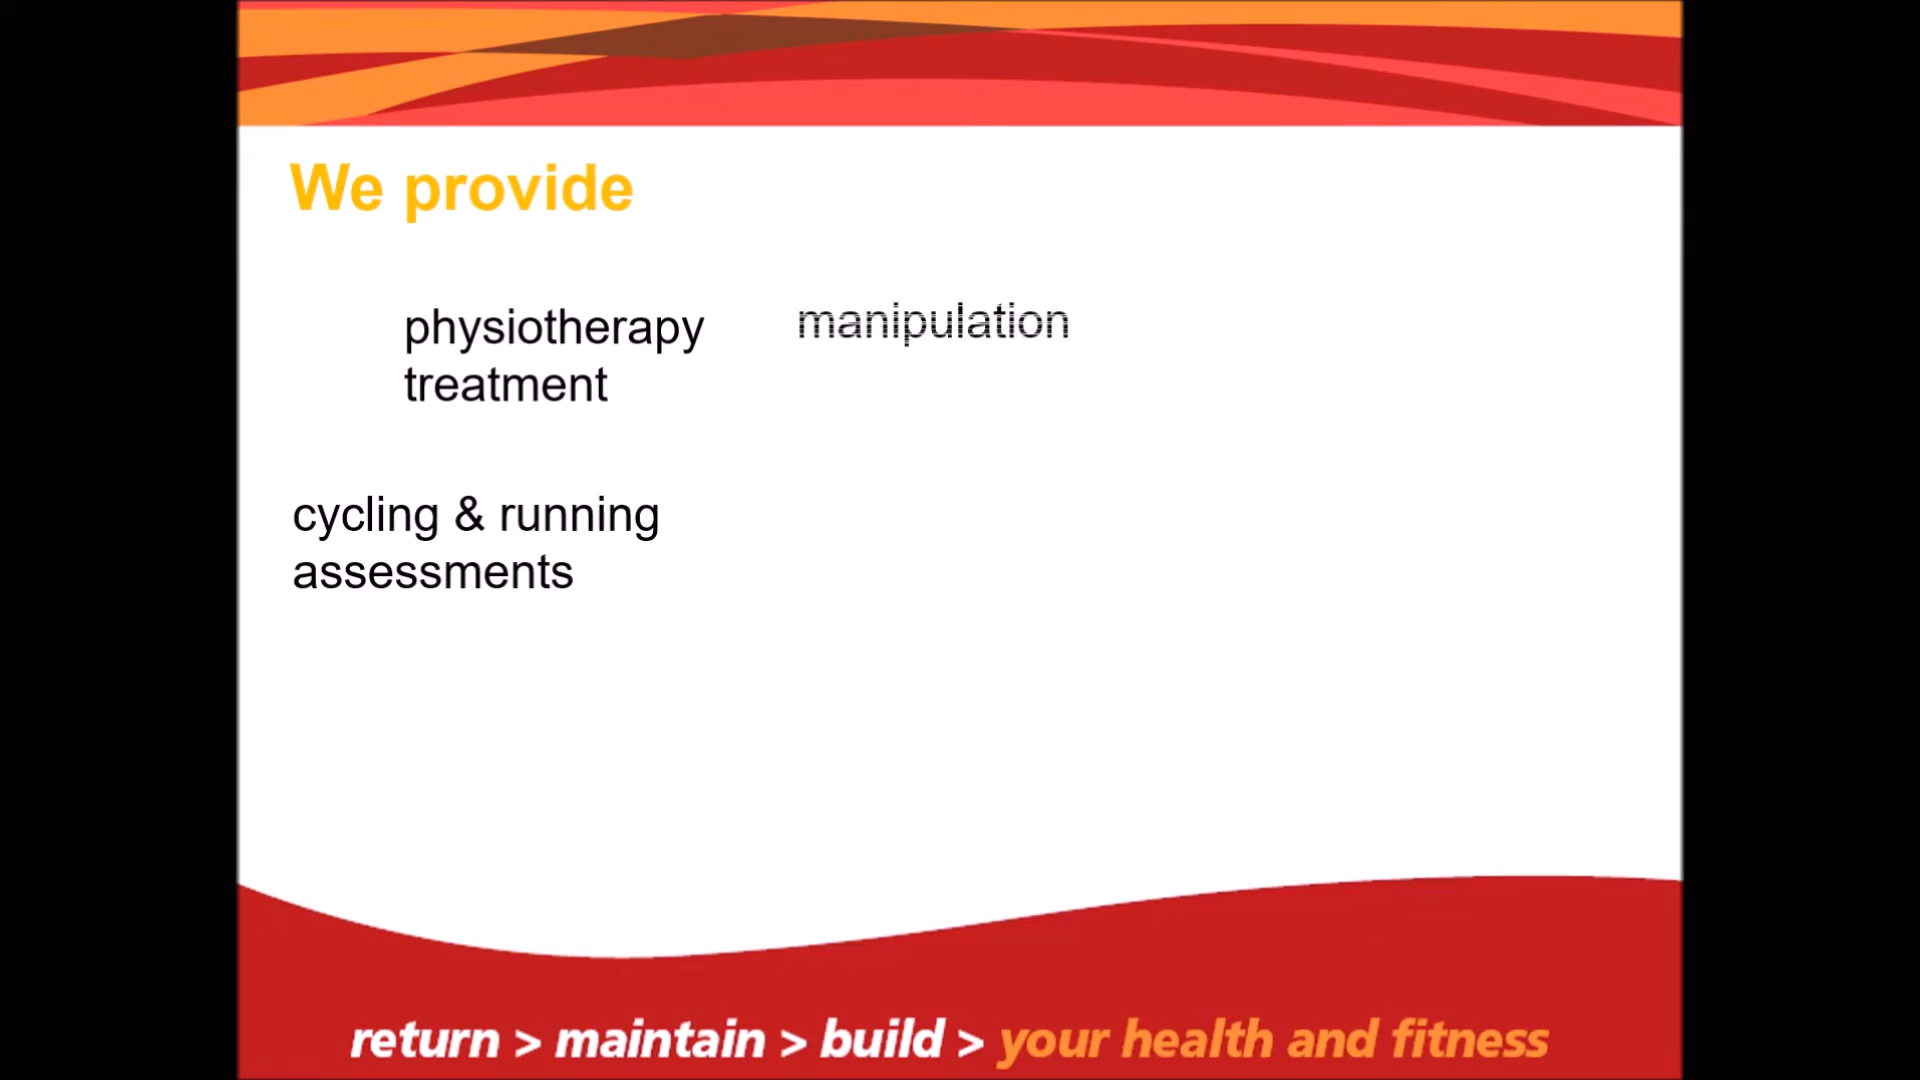 We provide
physiotherapy
treatment
manipulation
cycling & running
assessments
return > maintain > build > your health and fitness